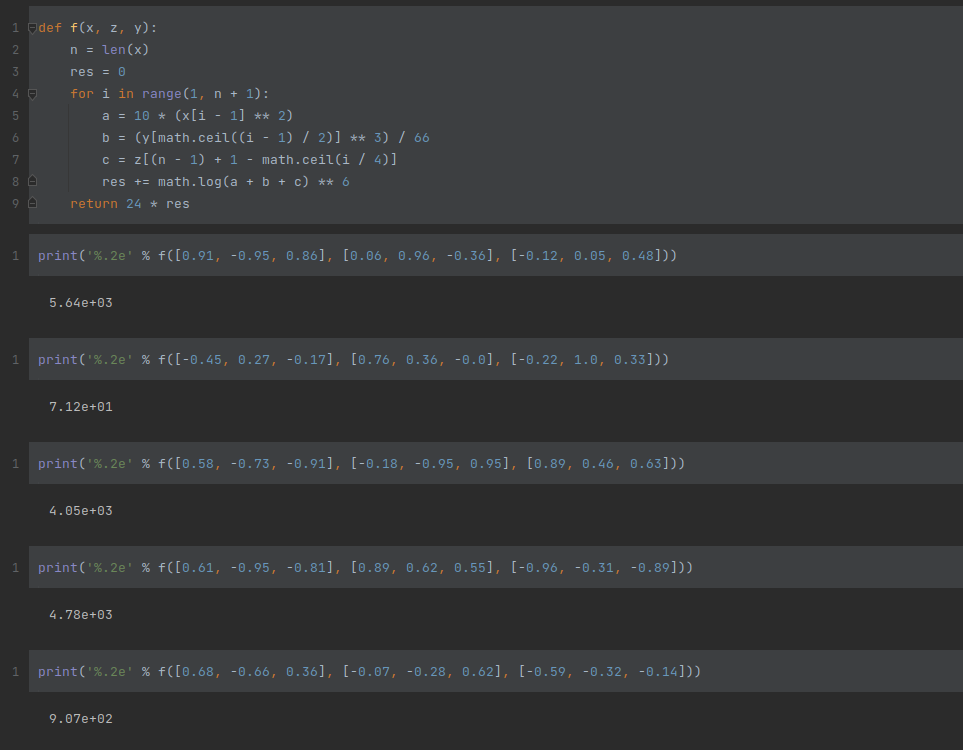 1 def f(x, z, y):
2 n = len(x)
3 res = 0
4 for i in range(1, n + 1):
5 a = 10 * (x[i - 1] ** 2)
6 b = (y[math.ceil((i - 1) / 2)] ** 3) / 66
7 c = z[(n - 1) + 1 - math.ceil(i / 4)]
8 res += math.log(a + b + c) ** 6
9 return 24 * res
1 print('%.2e' % f([0.91, -0.95, 0.86], [0.06, 0.96, -0.36], [-0.12, 0.05, 0.48]))
5.64e+03
1 print('%.2e' % f([-0.45, 0.27, -0.17], [0.76, 0.36, -0.0], [-0.22, 1.0, 0.33]))
7.12e+01
1 print('%.2e' % f([0.58, -0.73, -0.91], [-0.18, -0.95, 0.95], [0.89, 0.46, 0.63]))
4.05e+03
1 print('%.2e' % f([0.61, -0.95, -0.81], [0.89, 0.62, 0.55], [-0.96, -0.31, -0.89]))
4.78e+03
1 print('%.2e' % f([0.68, -0.66, 0.36], [-0.07, -0.28, 0.62], [-0.59, -0.32, -0.14]))
9.07e+02